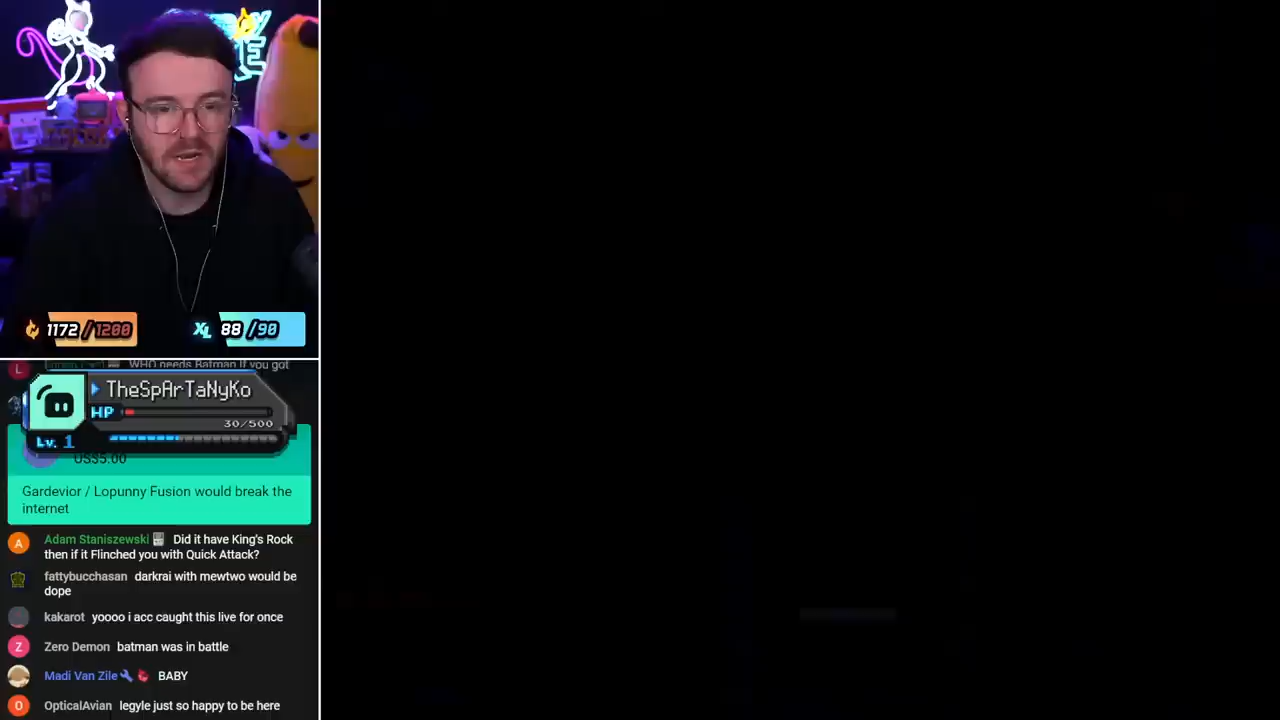 1172/1200
XL 88/90
WHO needs Batman If you got
TheSpArTaNyKo
HP
30/500
Lv. 1
US$5.00
Gardevior / Lopunny Fusion would break the
internet
Adam Staniszewski Did it have King's Rock
then if it Flinched you with Quick Attack?
fattybucchasan darkrai with mewtwo would be
dope
kakarot yoooo i acc caught this live for once
Zero Demon batman was in battle
Madi Van Zile BABY
OpticalAvian legyle just so happy to be here